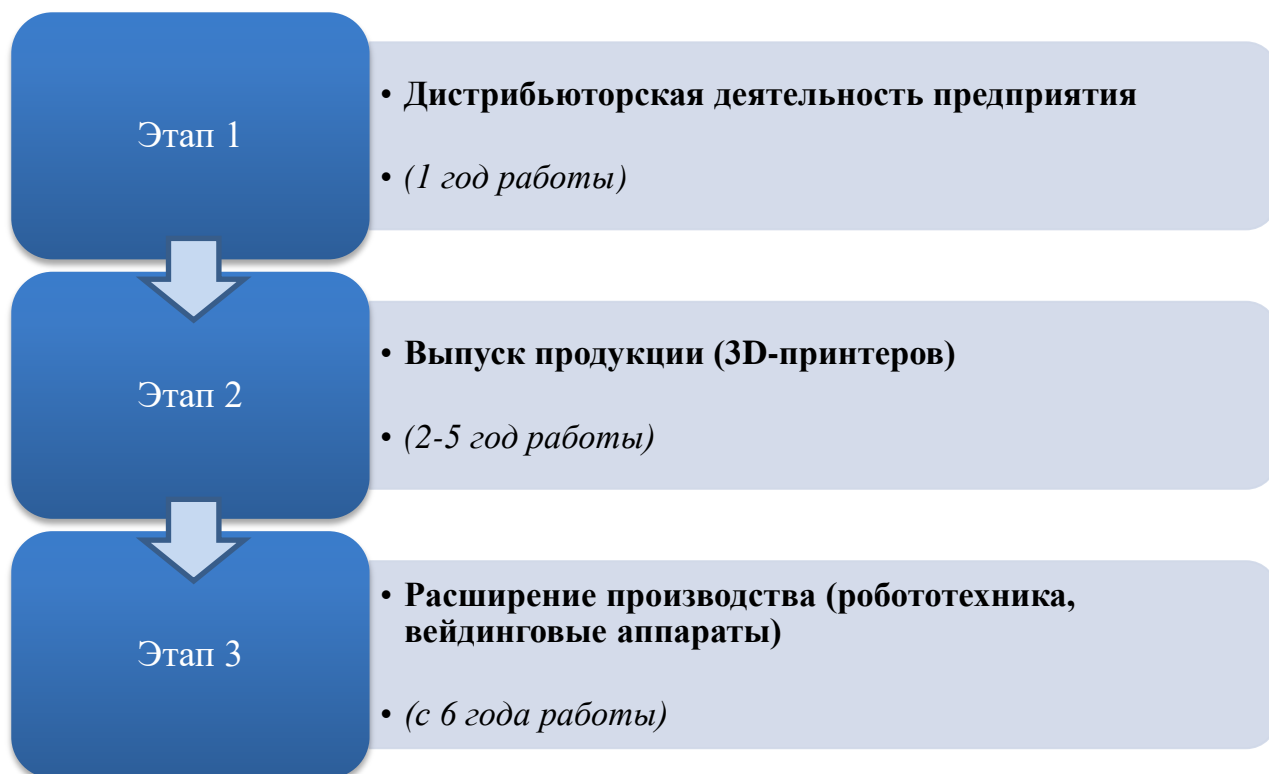 Этап 1
• Дистрибьюторская деятельность предприятия
• (1 год работы)
Этап 2
• Выпуск продукции (3D-принтеров)
• (2-5 год работы)
Этап 3
• Расширение производства (робототехника,
вейдинговые аппараты)
• (с 6 года работы)